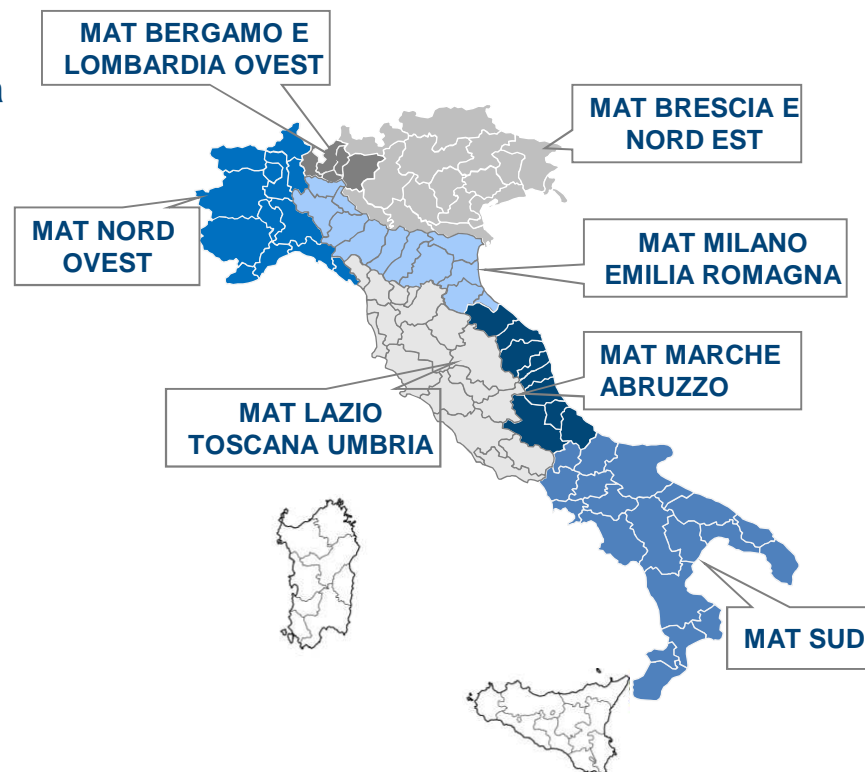 MAT BERGAMO E
LOMBARDIA OVEST
MAT BRESCIA E
NORD EST
MAT NORD
OVEST
MAT MILANO
EMILIA ROMAGNA
MAT MARCHE
ABRUZZO
MAT LAZIO
TOSCANA UMBRIA
MAT SUD